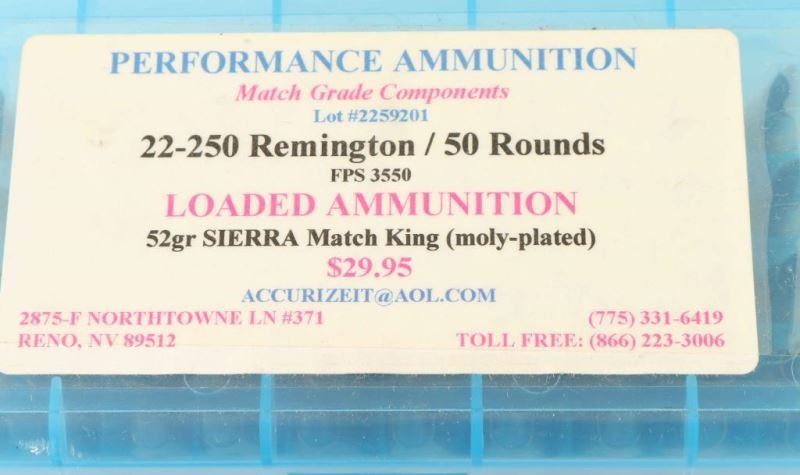 PERFORMANCE AMMUNITION
Match Grade Components
Lot #2259201
22-250 Remington / 50 Rounds
FPS 3550
LOADED AMMUNITION
52gr SIERRA Match King (moly-plated)
$29.95
ACCURIZEIT@AOL.COM
2875-F NORTHTOWNE LN #371 (775) 331-6419
RENO, NV 89512 TOLL FREE: (866) 223-3006